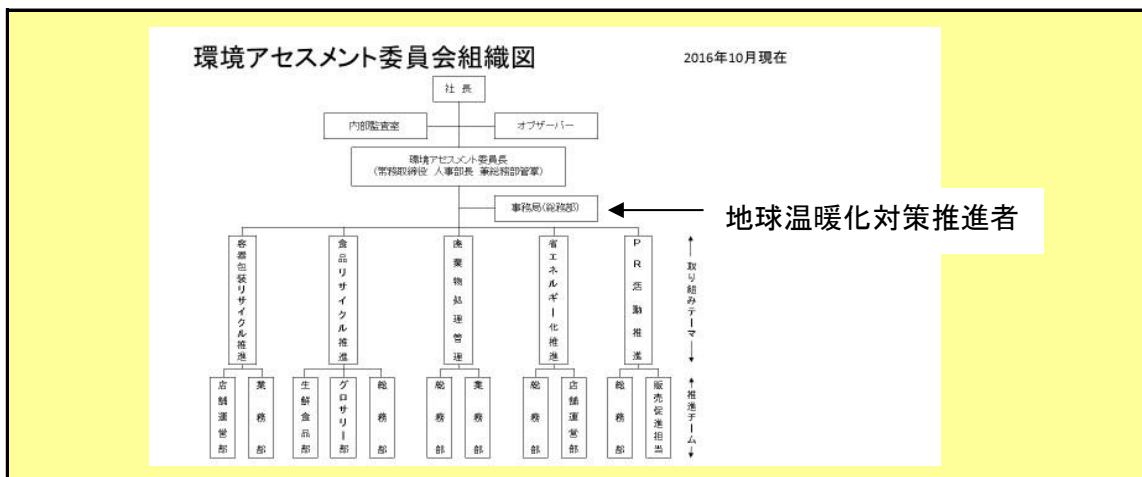 環境アセスメント委員会組織図
2016年10月現在
社 長
内部監査室
オブザーバー
環境アセスメント委員長
(常務取締役 人事部長 兼総務部管掌)
事務局(総務部)
地球温暖化対策推進者
容器包装リサイクル推進
食品リサイクル推進
廃棄物処理管理
省エネルギー化推進
PR活動推進
←取り組みテーマ→
店舗運営部
業務部
生鮮食品部
グロサリー部
総務部
総務部
業務部
総務部
店舗運営部
総務部
販売促進担当
←推進チーム→